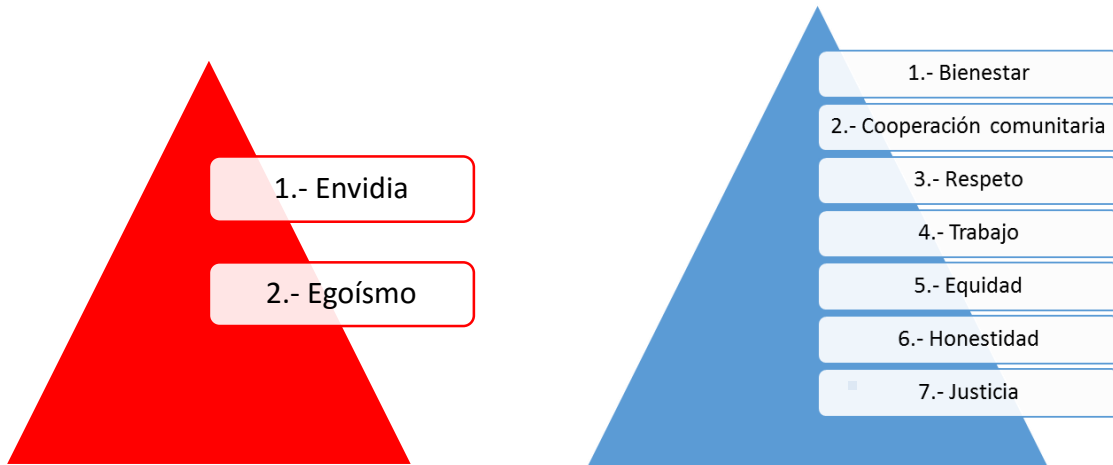 1.- Envidia
2.- Egoísmo
1.- Bienestar
2.- Cooperación comunitaria
3.- Respeto
4.- Trabajo
5.- Equidad
6.- Honestidad
7.- Justicia